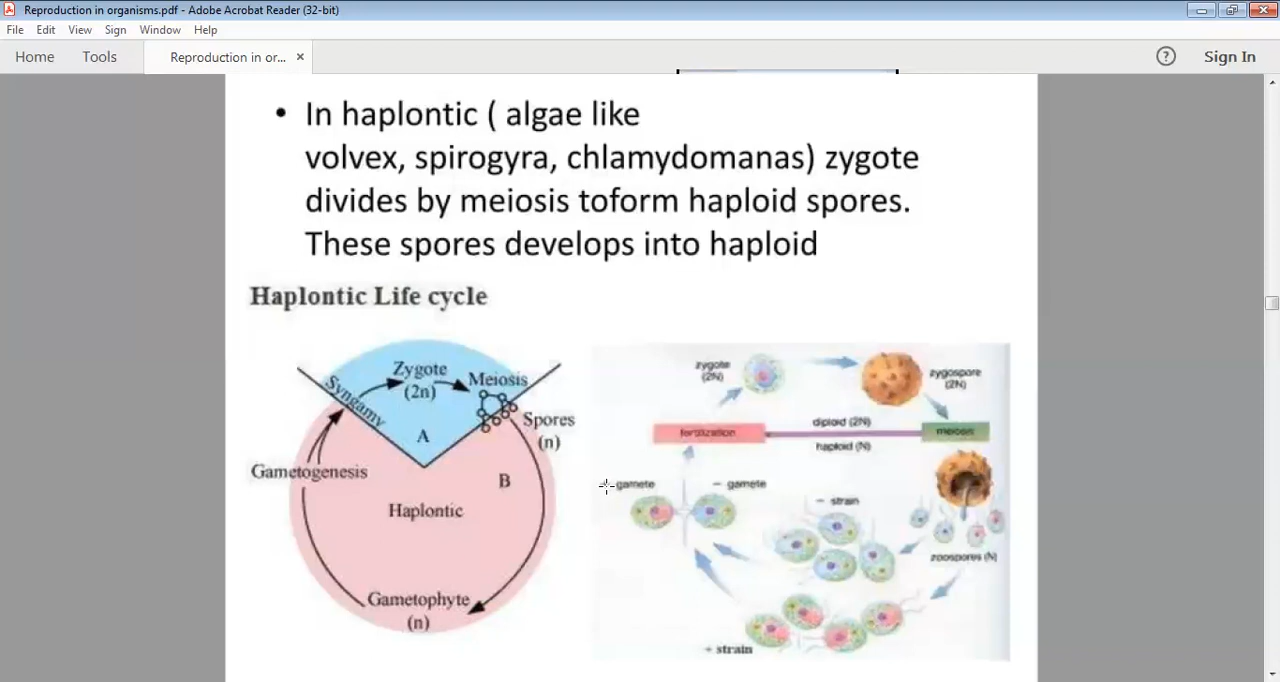 Reproduction in organisms.pdf - Adobe Acrobat Reader (32-bit)
File Edit View Sign Window Help
Home Tools Reproduction in or... × ? Sign In
• In haplontic ( algae like
volvex, spirogyra, chlamydomanas) zygote
divides by meiosis toform haploid spores.
These spores develops into haploid
Haplontic Life cycle
Zygote
(2n)
Meiosis
Syngamy
Spores
(n)
A
B
Gametogenesis
Haplontic
Gametophyte
(n)
zygote
(2N)
zygospore
(2N)
fertilization
diploid (2N)
haploid (N)
meiosis
gamete
− gamete
− strain
zoospores (N)
+ strain